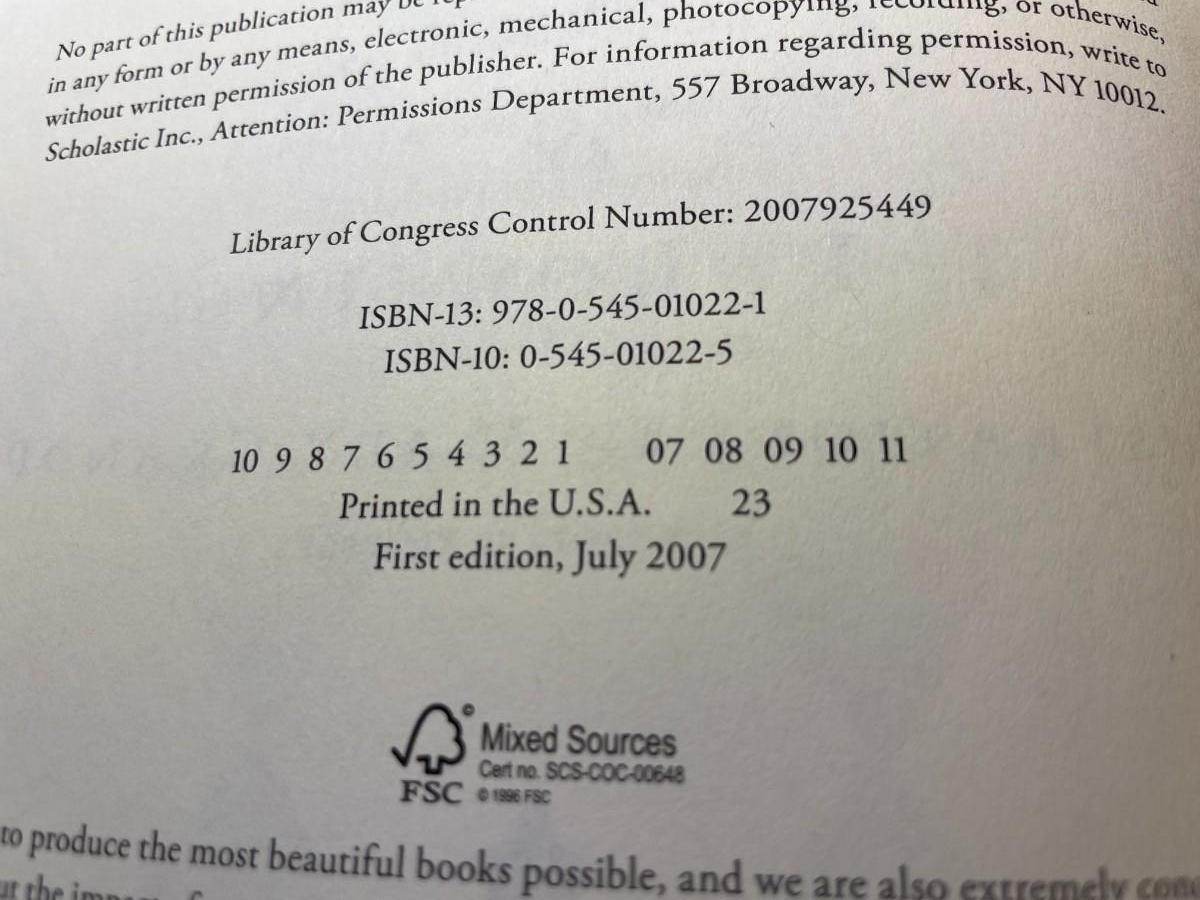 No part of this publication may be
in any form or by any means, electronic, mechanical, photocopying, recording, or otherwise,
without written permission of the publisher. For information regarding permission, write to
Scholastic Inc., Attention: Permissions Department, 557 Broadway, New York, NY 10012.
Library of Congress Control Number: 2007925449
ISBN-13: 978-0-545-01022-1
ISBN-10: 0-545-01022-5
10 9 8 7 6 5 4 3 2 1 07 08 09 10 11
Printed in the U.S.A. 23
First edition, July 2007
Mixed Sources
Cert no. SCS-COC-00648
FSC © 1996 FSC
to produce the most beautiful books possible, and we are also extremely
the